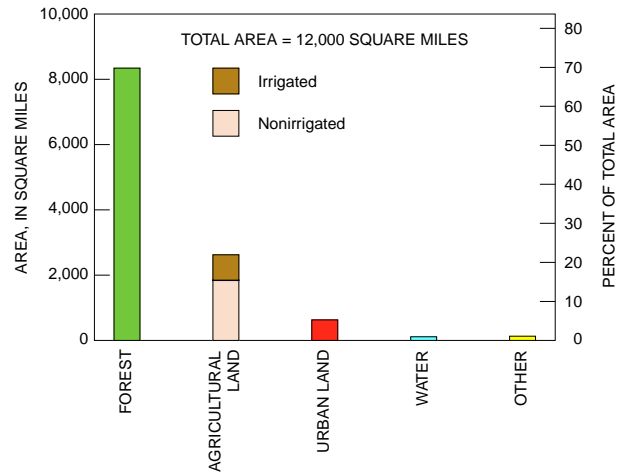 TOTAL AREA = 12,000 SQUARE MILES
Irrigated
Nonirrigated
AREA, IN SQUARE MILES
10,000
8,000
6,000
4,000
2,000
0
PERCENT OF TOTAL AREA
80
70
60
50
40
30
20
10
0
FOREST
AGRICULTURAL
LAND
URBAN LAND
WATER
OTHER